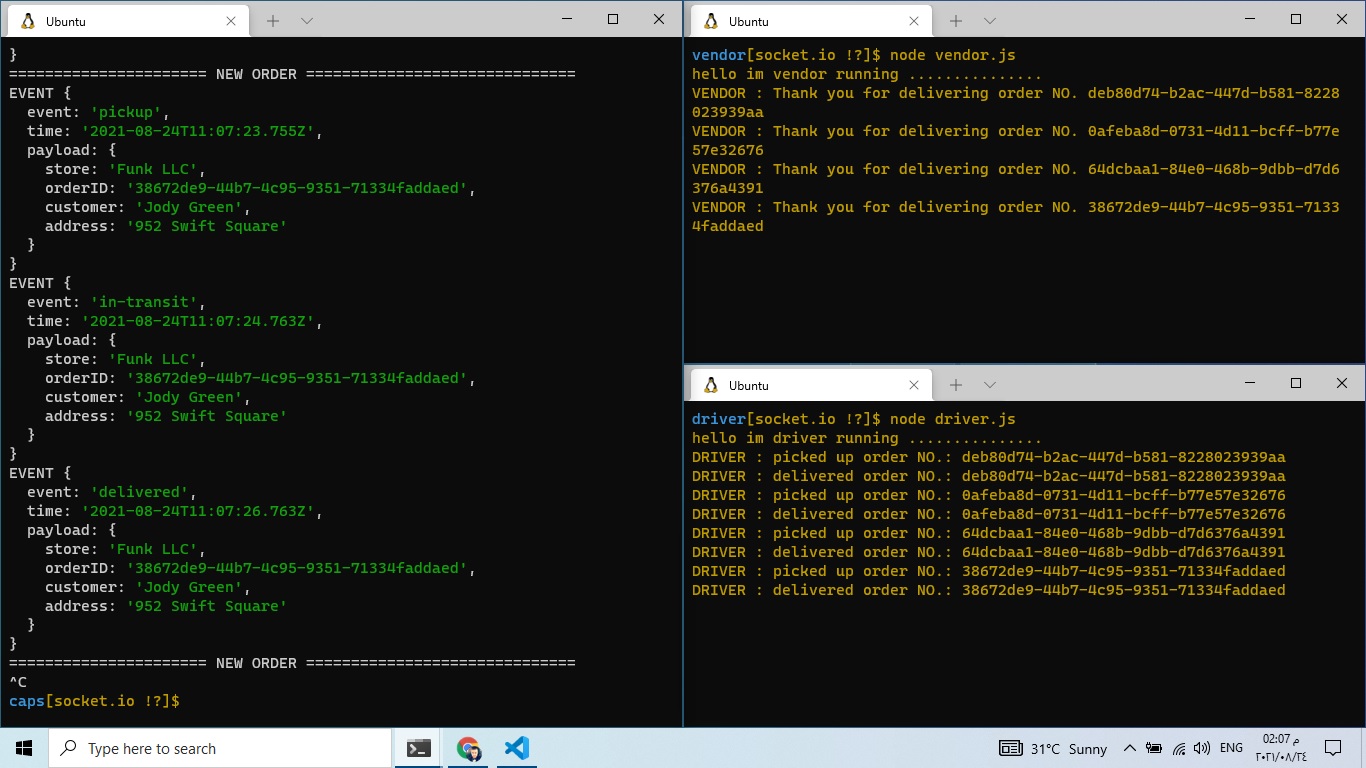 Ubuntu
}
====================== NEW ORDER ==============================
EVENT {
  event: 'pickup',
  time: '2021-08-24T11:07:23.755Z',
  payload: {
    store: 'Funk LLC',
    orderID: '38672de9-44b7-4c95-9351-71334faddaed',
    customer: 'Jody Green',
    address: '952 Swift Square'
  }
}
EVENT {
  event: 'in-transit',
  time: '2021-08-24T11:07:24.763Z',
  payload: {
    store: 'Funk LLC',
    orderID: '38672de9-44b7-4c95-9351-71334faddaed',
    customer: 'Jody Green',
    address: '952 Swift Square'
  }
}
EVENT {
  event: 'delivered',
  time: '2021-08-24T11:07:26.763Z',
  payload: {
    store: 'Funk LLC',
    orderID: '38672de9-44b7-4c95-9351-71334faddaed',
    customer: 'Jody Green',
    address: '952 Swift Square'
  }
}
====================== NEW ORDER ==============================
^C
caps[socket.io !?]$
Ubuntu
vendor[socket.io !?]$ node vendor.js
hello im vendor running ...............
VENDOR : Thank you for delivering order NO. deb80d74-b2ac-447d-b581-8228
023939aa
VENDOR : Thank you for delivering order NO. 0afeba8d-0731-4d11-bcff-b77e
57e32676
VENDOR : Thank you for delivering order NO. 64dcbaa1-84e0-468b-9dbb-d7d6
376a4391
VENDOR : Thank you for delivering order NO. 38672de9-44b7-4c95-9351-7133
4faddaed
Ubuntu
driver[socket.io !?]$ node driver.js
hello im driver running ...............
DRIVER : picked up order NO.: deb80d74-b2ac-447d-b581-8228023939aa
DRIVER : delivered order NO.: deb80d74-b2ac-447d-b581-8228023939aa
DRIVER : picked up order NO.: 0afeba8d-0731-4d11-bcff-b77e57e32676
DRIVER : delivered order NO.: 0afeba8d-0731-4d11-bcff-b77e57e32676
DRIVER : picked up order NO.: 64dcbaa1-84e0-468b-9dbb-d7d6376a4391
DRIVER : delivered order NO.: 64dcbaa1-84e0-468b-9dbb-d7d6376a4391
DRIVER : picked up order NO.: 38672de9-44b7-4c95-9351-71334faddaed
DRIVER : delivered order NO.: 38672de9-44b7-4c95-9351-71334faddaed
Type here to search
31°C Sunny
ENG
02:07 م
٢٠٢١/٠٨/٢٤